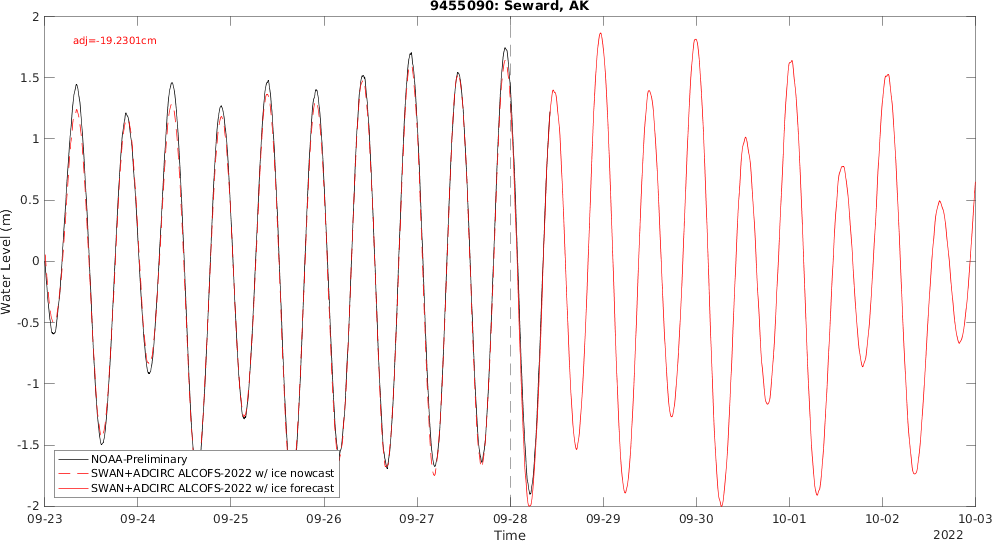 9455090: Seward, AK
adj=-19.2301cm
2
1.5
1
0.5
0
-0.5
-1
-1.5
-2
Water Level (m)
NOAA-Preliminary
SWAN+ADCIRC ALCOFS-2022 w/ ice nowcast
SWAN+ADCIRC ALCOFS-2022 w/ ice forecast
09-23 09-24 09-25 09-26 09-27 09-28 09-29 09-30 10-01 10-02 10-03
Time
2022